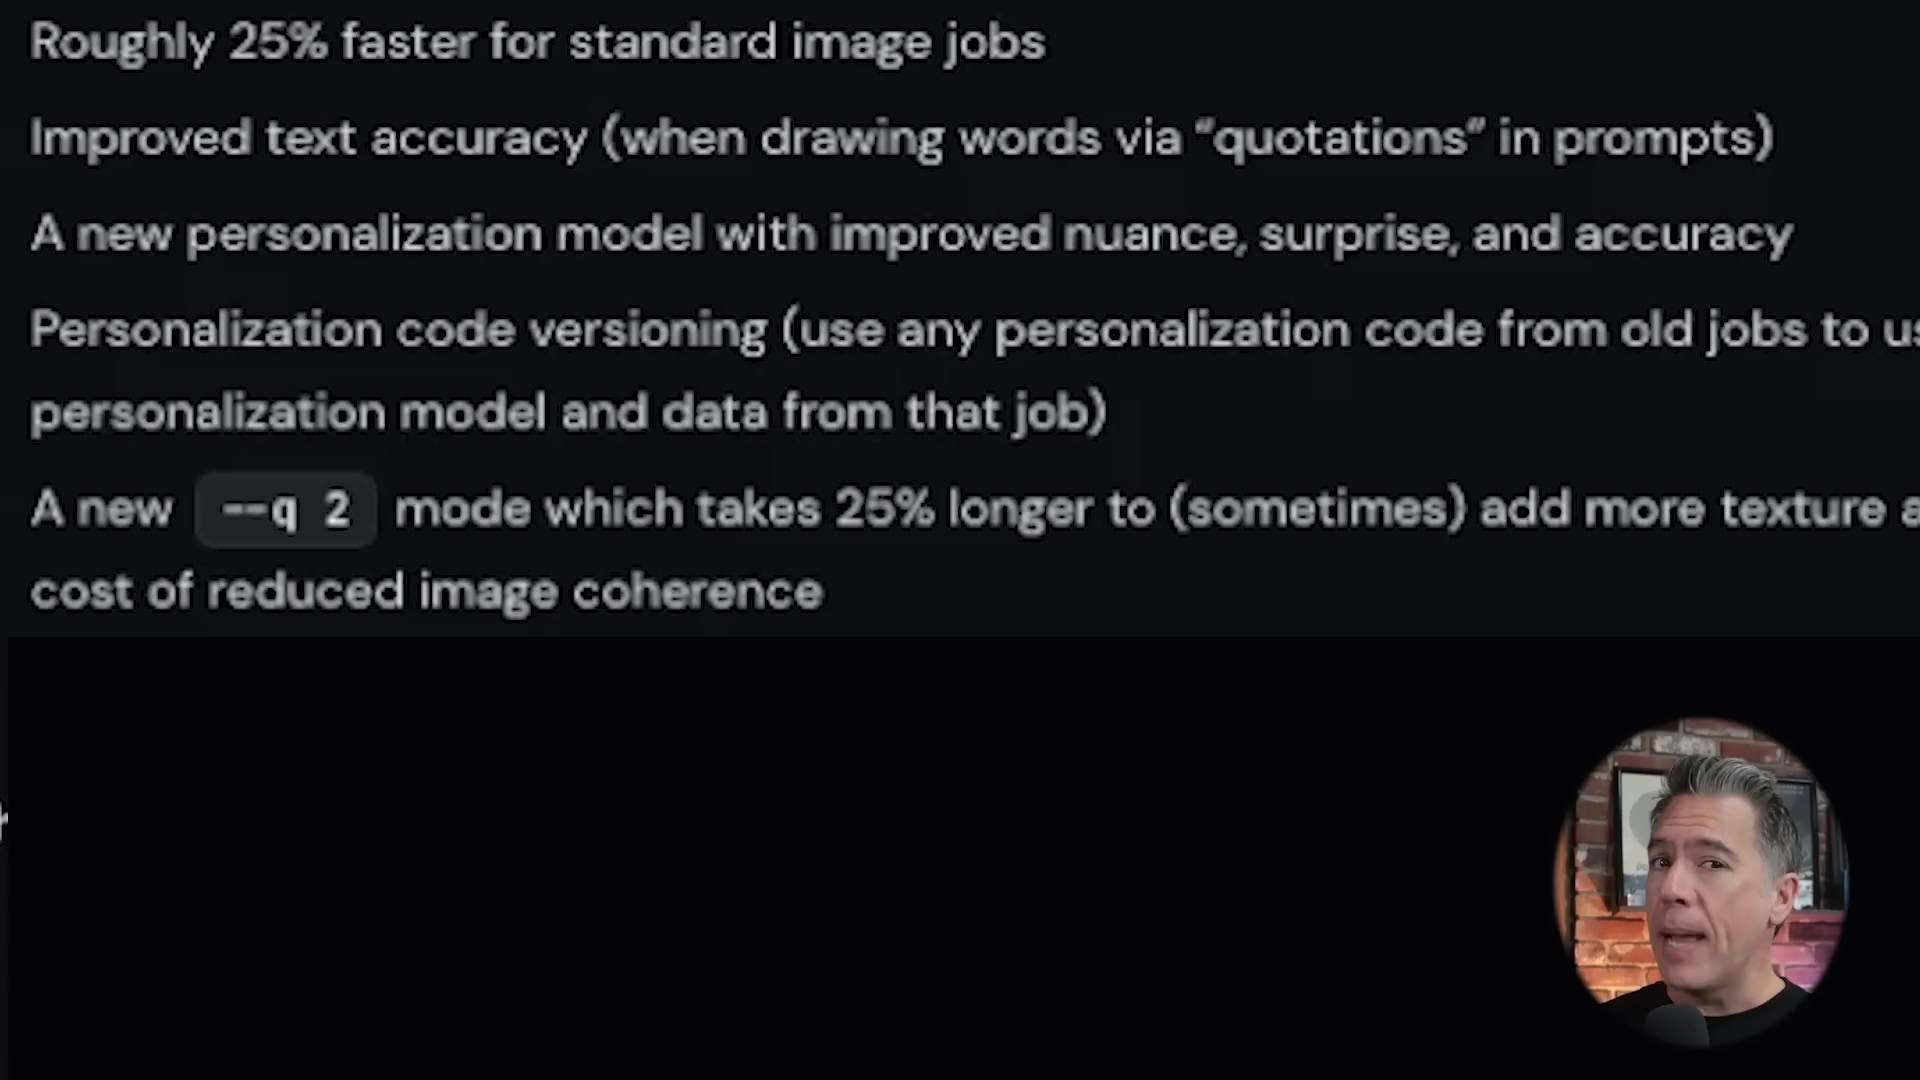 Roughly 25% faster for standard image jobs
Improved text accuracy (when drawing words via “quotations” in prompts)
A new personalization model with improved nuance, surprise, and accuracy
Personalization code versioning (use any personalization code from old jobs to us
personalization model and data from that job)
A new --q 2 mode which takes 25% longer to (sometimes) add more texture a
cost of reduced image coherence